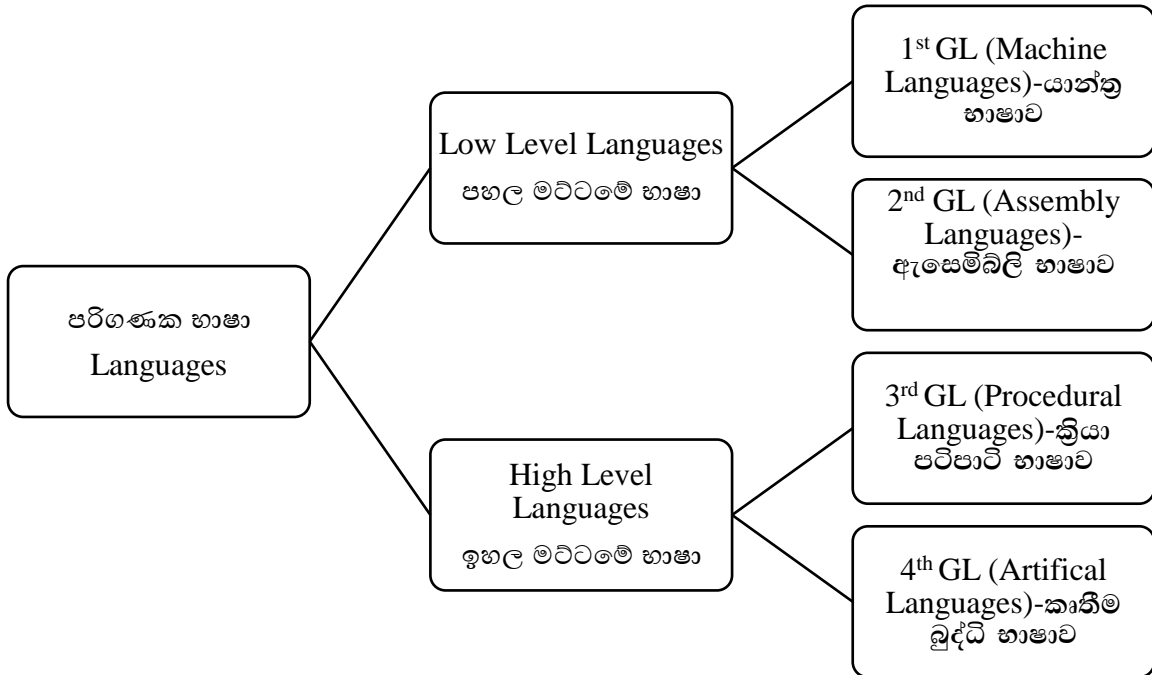 පරිගණක භාෂා
Languages
Low Level Languages
පහල මට්ටමේ භාෂා
1st GL (Machine
Languages)-යාන්ත්‍ර
භාෂාව
2nd GL (Assembly
Languages)-
ඇසෙම්බ්ලි භාෂාව
High Level
Languages
ඉහල මට්ටමේ භාෂා
3rd GL (Procedural
Languages)-ක්‍රියා
පටිපාටි භාෂාව
4th GL (Artifical
Languages)-කෘතීම
බුද්ධි භාෂාව